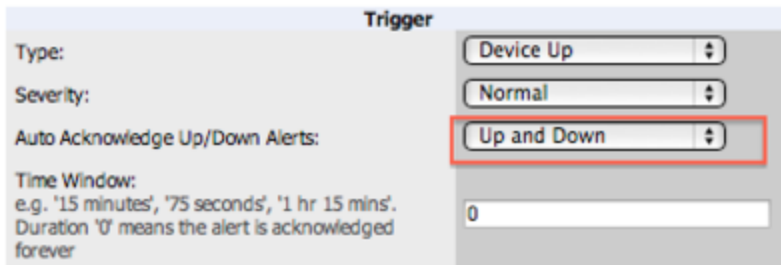 Trigger
Type: Device Up
Severity: Normal
Auto Acknowledge Up/Down Alerts: Up and Down
Time Window:
e.g. '15 minutes', '75 seconds', '1 hr 15 mins'.
Duration '0' means the alert is acknowledged
forever
0